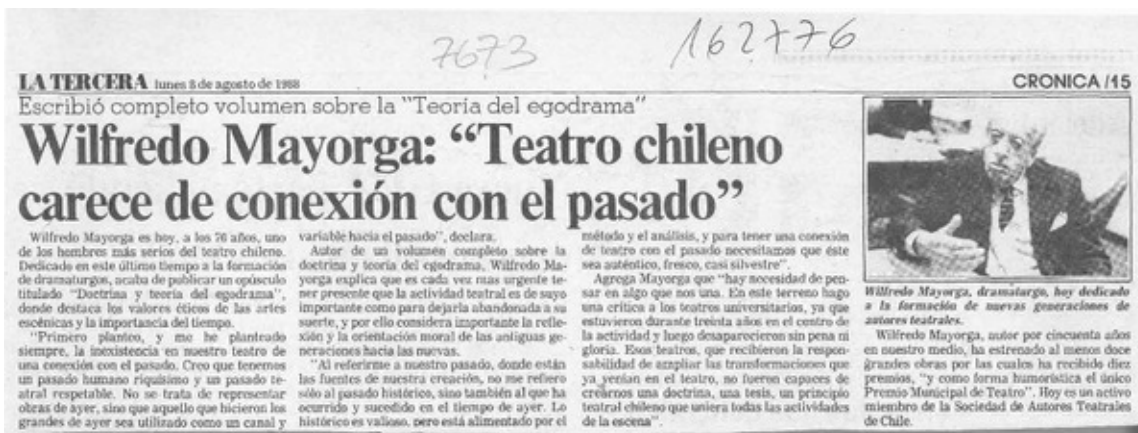 7673
162776
LA TERCERA lunes 8 de agosto de 1988
CRONICA /15
Escribió completo volumen sobre la "Teoría del egodrama"
Wilfredo Mayorga: "Teatro chileno
carece de conexión con el pasado"
Wilfredo Mayorga es hoy, a los 76 años, uno
de los hombres más serios del teatro chileno.
Dedicado en este último tiempo a la formación
de dramaturgos, acaba de publicar un opúsculo
titulado "Doctrina y teoría del egodrama",
donde destaca los valores éticos de las artes
escénicas y la importancia del tiempo.
"Primero planteo, y me he planteado
siempre, la inexistencia en nuestro teatro de
una conexión con el pasado. Creo que tenemos
un pasado humano riquísimo y un pasado te-
atral respetable. No se trata de representar
obras de ayer, sino que aquello que hicieron los
grandes de ayer sea utilizado como un canal y
variable hacia el pasado", declara.
Autor de un volumen completo sobre la
doctrina y teoría del egodrama, Wilfredo Ma-
yorga explica que es cada vez mas urgente te-
ner presente que la actividad teatral es de suyo
importante como para dejarla abandonada a su
suerte, y por ello considera importante la refle-
xión y la orientación moral de las antiguas ge-
neraciones hacia las nuevas.
"Al referirme a nuestro pasado, donde están
las fuentes de nuestra creación, no me refiero
sólo al pasado histórico, sino también al que ha
ocurrido y sucedido en el tiempo de ayer. Lo
histórico es valioso, pero está alimentado por el
método y el análisis, y para tener una conexión
de teatro con el pasado necesitamos que éste
sea auténtico, fresco, casi silvestre".
Agrega Mayorga que "hay necesidad de pen-
sar en algo que nos una. En este terreno hago
una crítica a los teatros universitarios, ya que
estuvieron durante treinta años en el centro de
la actividad y luego desaparecieron sin pena ni
gloria. Esos teatros, que recibieron la respon-
sabilidad de ampliar las transformaciones que
ya venían en el teatro, no fueron capaces de
crearnos una doctrina, una tesis, un principio
teatral chileno que uniera todas las actividades
de la escena".
Wilfredo Mayorga, dramaturgo, hoy dedicado
a la formación de nuevas generaciones de
autores teatrales.
Wilfredo Mayorga, autor por cincuenta años
en nuestro medio, ha estrenado al menos doce
grandes obras por las cuales ha recibido diez
premios, "y como forma humorística el único
Premio Municipal de Teatro". Hoy es un activo
miembro de la Sociedad de Autores Teatrales
de Chile.